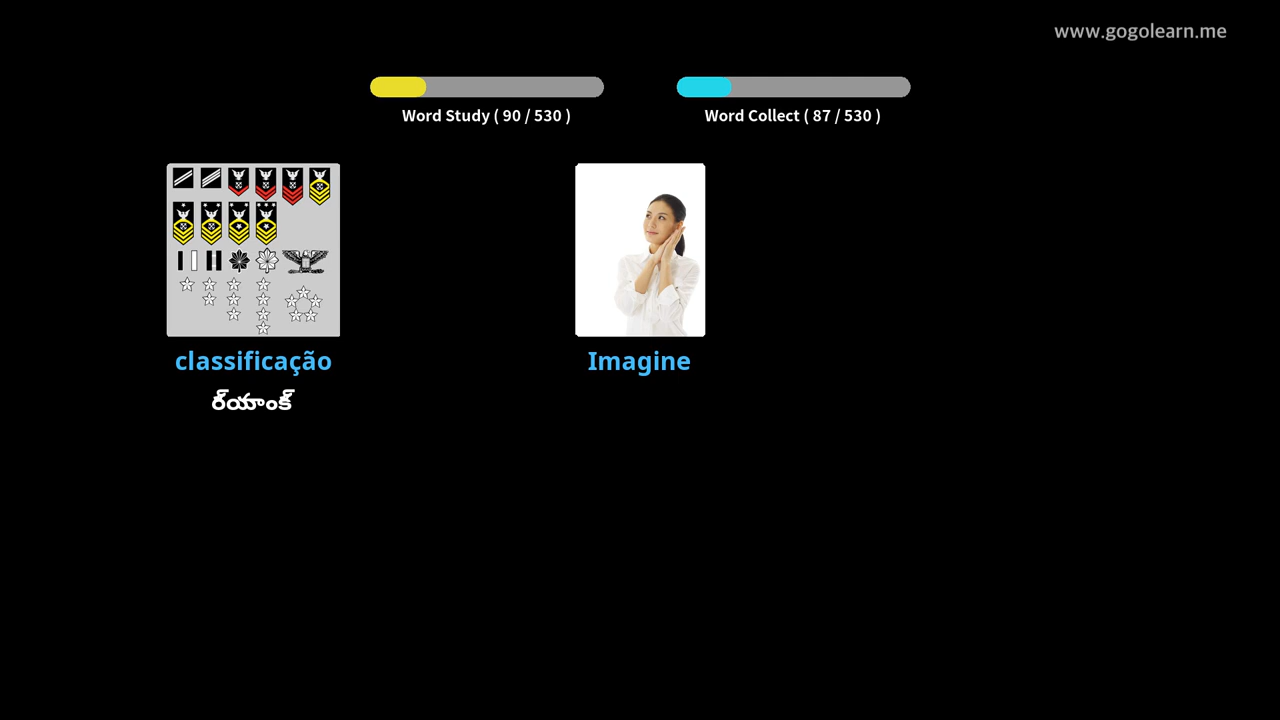 www.gogolearn.me
Word Study ( 90 / 530 )
Word Collect ( 87 / 530 )
classificação
Imagine
ర్‌యాంక్